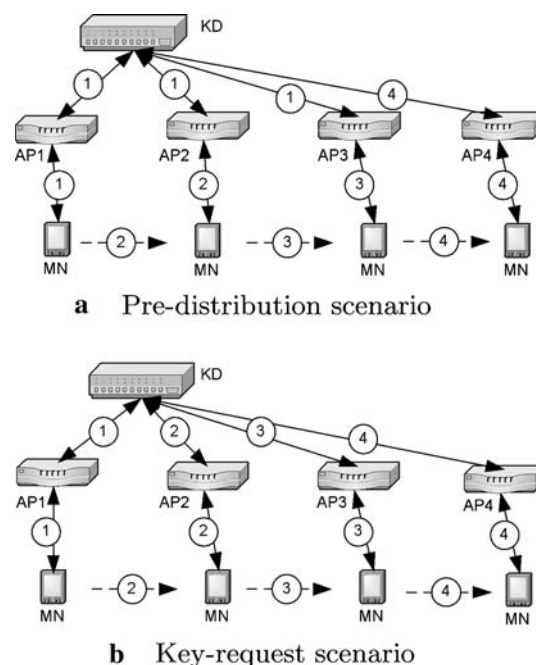 KD
1 1 1 4
AP1 AP2 AP3 AP4
1 2 3 4
2 3 4
MN MN MN MN
a Pre-distribution scenario
KD
1 2 3 4
AP1 AP2 AP3 AP4
1 2 3 4
2 3 4
MN MN MN MN
b Key-request scenario